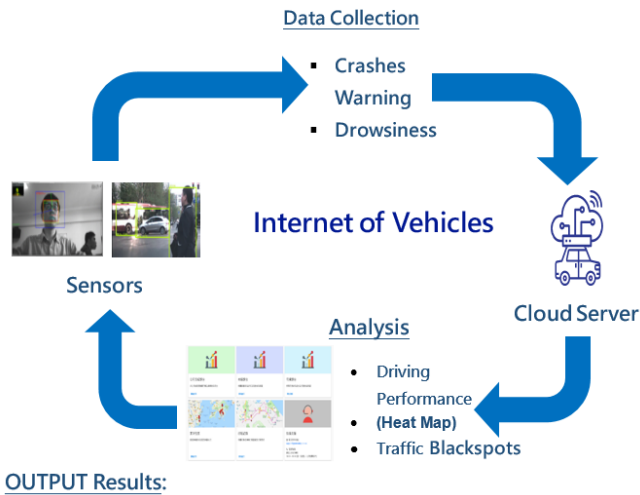 Data Collection
Crashes
Warning
Drowsiness
Internet of Vehicles
Sensors
Cloud Server
Analysis
Driving
Performance
(Heat Map)
Traffic Blackspots
OUTPUT Results: